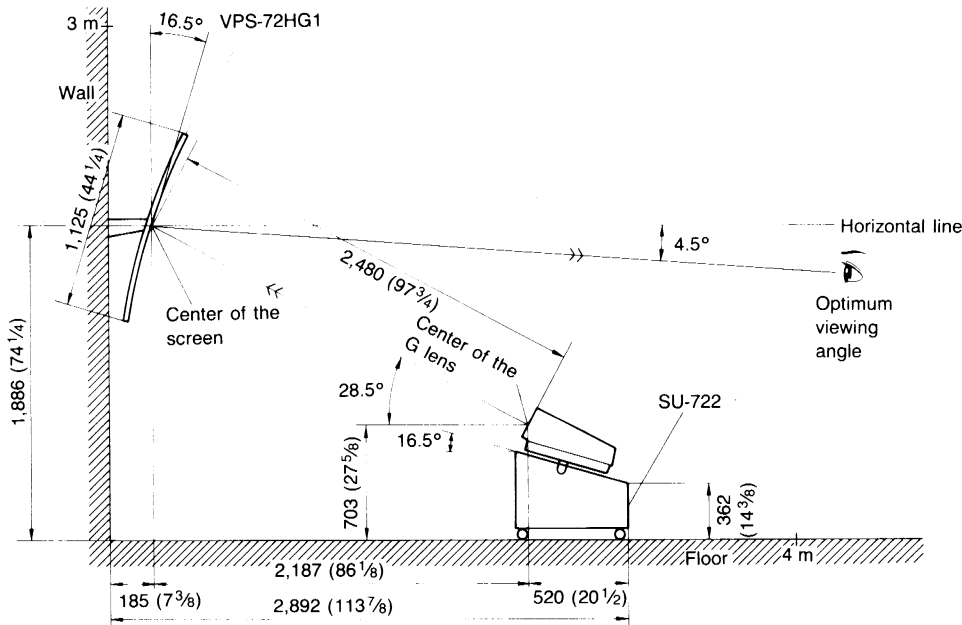 3 m
16.5°
VPS-72HG1
Wall
1,125 (44 1/4)
Horizontal line
4.5°
2,480 (97 3/4)
Optimum
viewing
angle
Center of the
screen
Center of the
G lens
1,886 (74 1/4)
28.5°
SU-722
16.5°
703 (27 5/8)
362
(14 3/8)
Floor
4 m
2,187 (86 1/8)
185 (7 3/8)
520 (20 1/2)
2,892 (113 7/8)